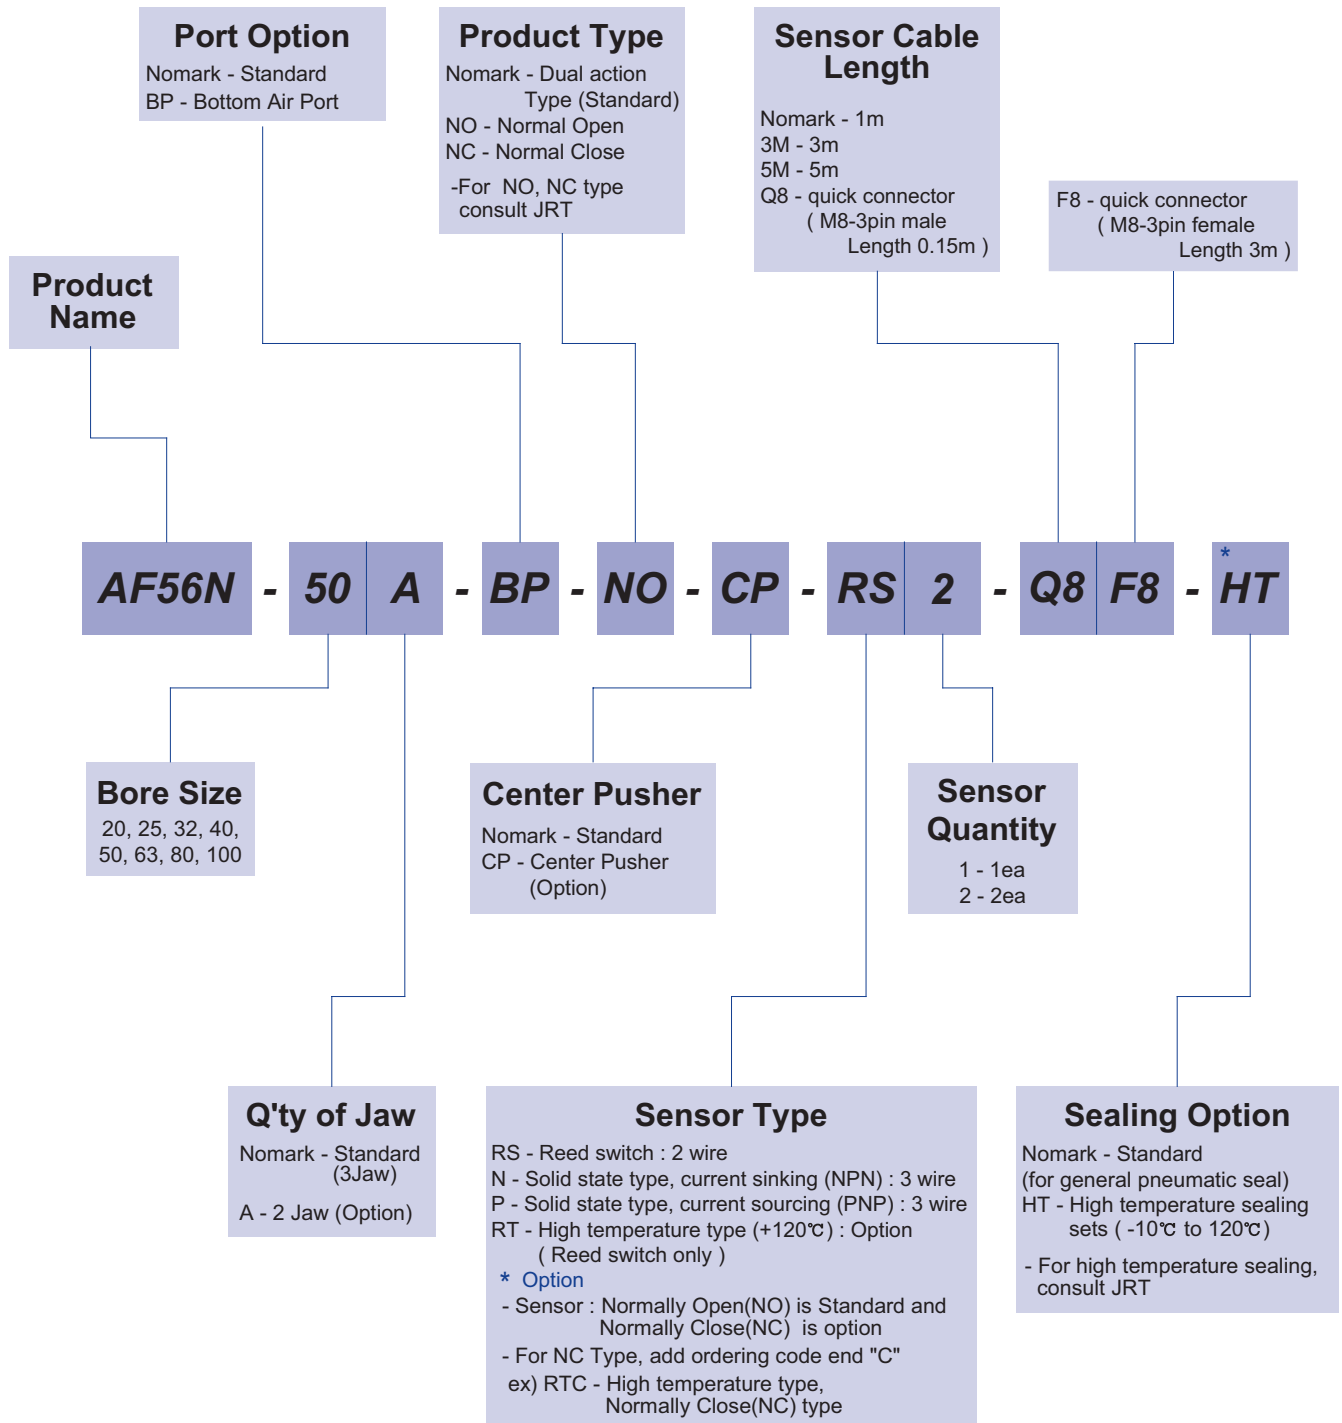 Port Option
Nomark - Standard
BP - Bottom Air Port
Product Type
Nomark - Dual action
Type (Standard)
NO - Normal Open
NC - Normal Close
-For NO, NC type
consult JRT
Sensor Cable
Length
Nomark - 1m
3M - 3m
5M - 5m
Q8 - quick connector
( M8-3pin male
Length 0.15m )
F8 - quick connector
( M8-3pin female
Length 3m )
Product
Name
AF56N - 50 A - BP - NO - CP - RS 2 - Q8 F8 - *HT
Bore Size
20, 25, 32, 40,
50, 63, 80, 100
Center Pusher
Nomark - Standard
CP - Center Pusher
(Option)
Sensor
Quantity
1 - 1ea
2 - 2ea
Q'ty of Jaw
Nomark - Standard
(3Jaw)
A - 2 Jaw (Option)
Sensor Type
RS - Reed switch : 2 wire
N - Solid state type, current sinking (NPN) : 3 wire
P - Solid state type, current sourcing (PNP) : 3 wire
RT - High temperature type (+120℃) : Option
( Reed switch only )
* Option
- Sensor : Normally Open(NO) is Standard and
Normally Close(NC) is option
- For NC Type, add ordering code end "C"
ex) RTC - High temperature type,
Normally Close(NC) type
Sealing Option
Nomark - Standard
(for general pneumatic seal)
HT - High temperature sealing
sets ( -10℃ to 120℃)
- For high temperature sealing,
consult JRT